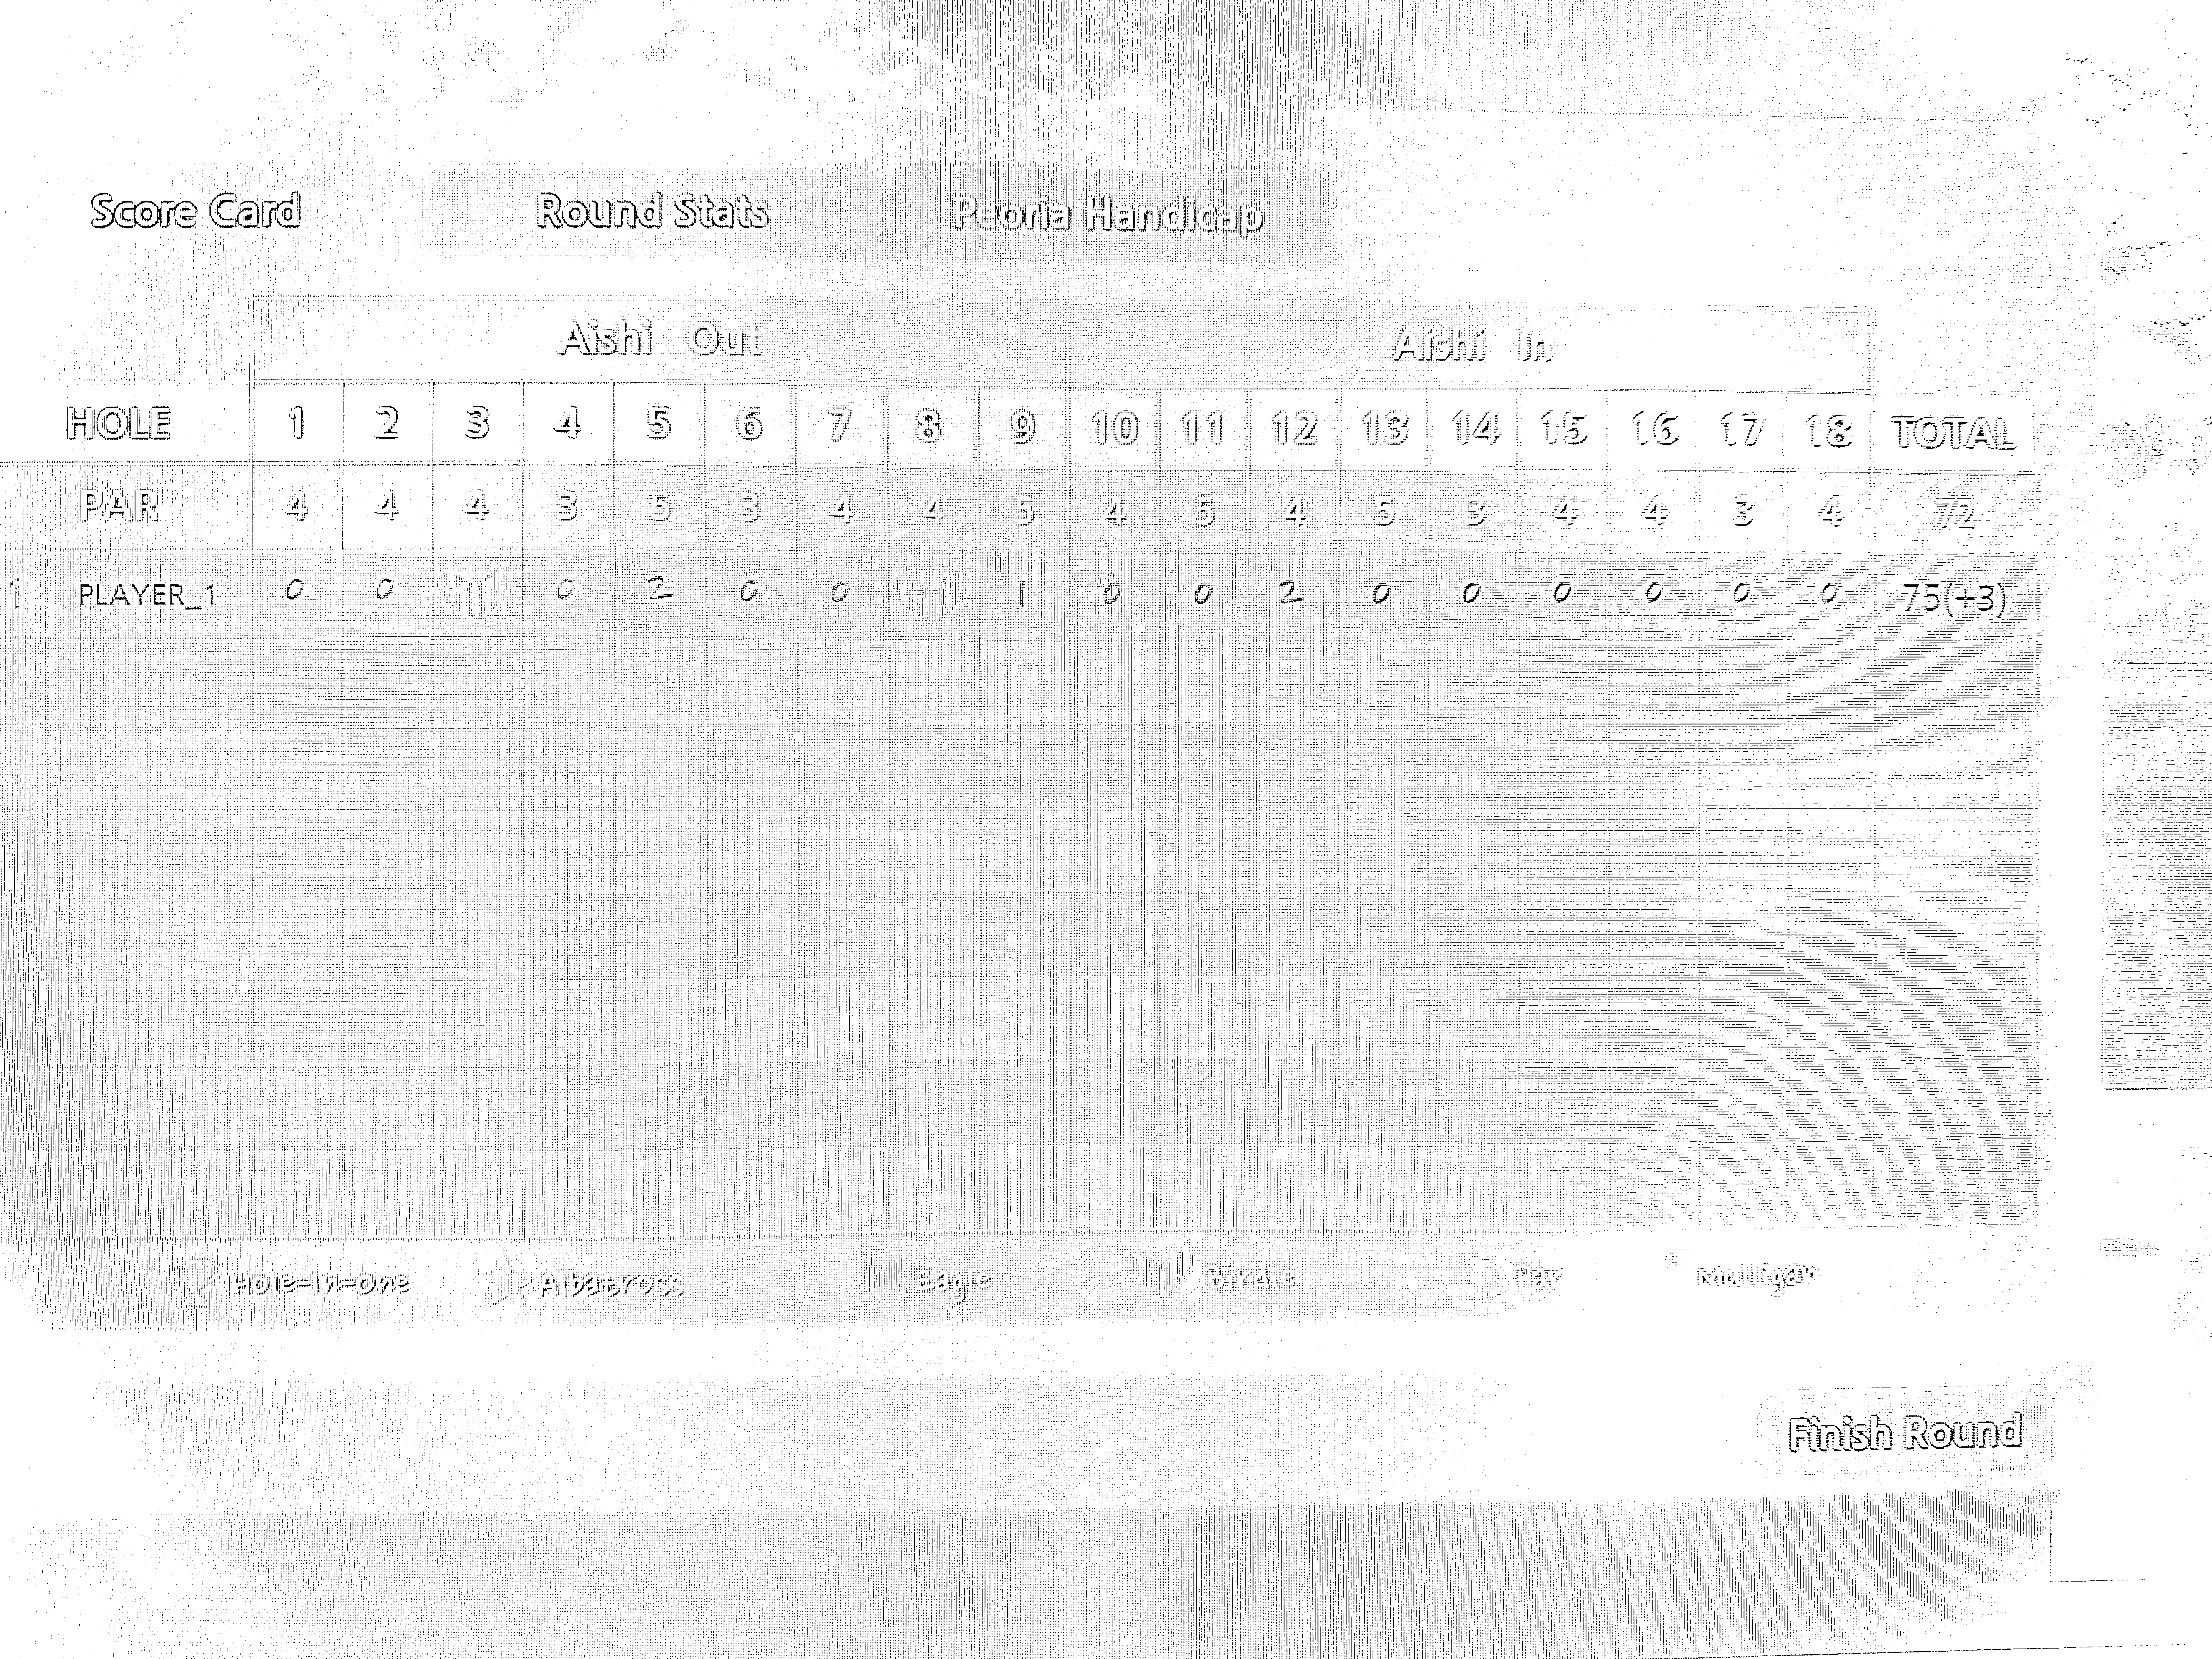 Score Card Round Stats Peoria Handicap
Aishi Out Aishi In
HOLE 1 2 3 4 5 6 7 8 9 10 11 12 13 14 15 16 17 18 TOTAL
PAR 4 4 4 3 5 3 4 4 5 4 5 4 5 3 4 4 3 4 72
1 PLAYER_1 0 0 -1 0 2 0 0 -1 1 0 0 2 0 0 0 0 0 0 75(+3)
Hole-In-One Albatross Eagle Birdie Par Mulligan
Finish Round